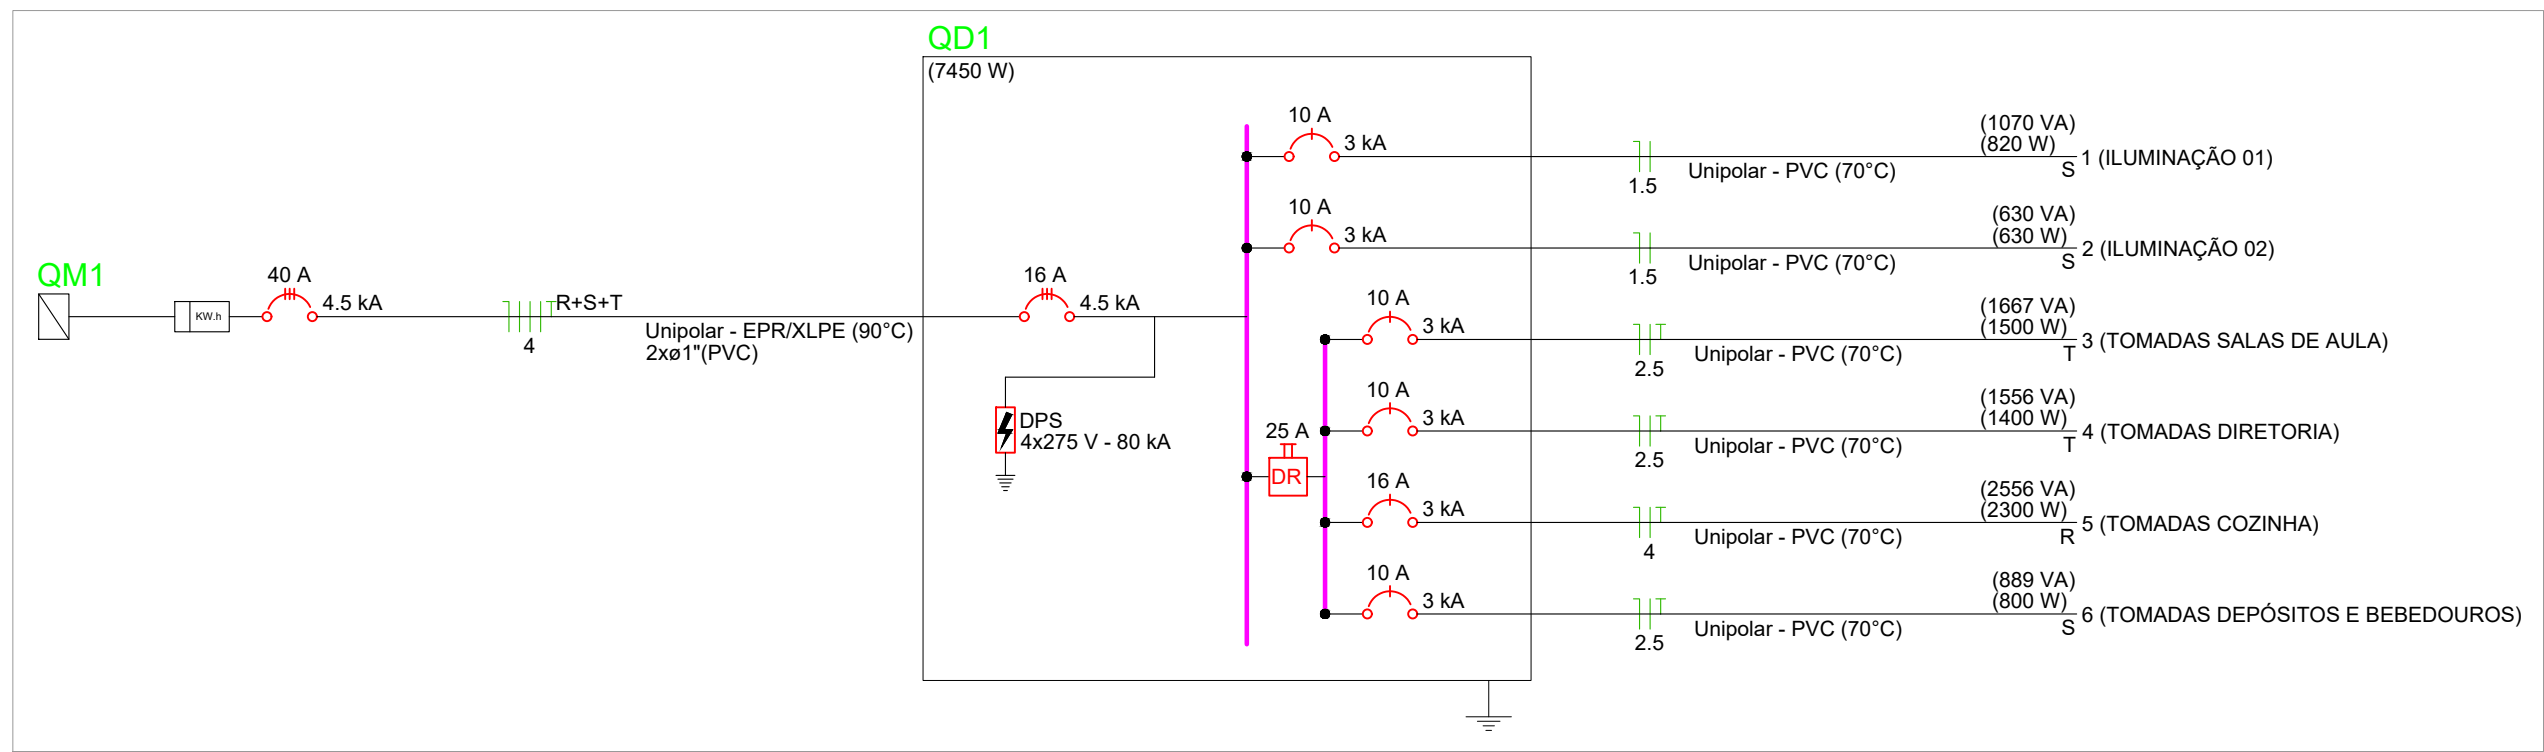 QM1
KW.h
40 A
4.5 kA
R+S+T
4
Unipolar - EPR/XLPE (90°C)
2xø1"(PVC)
QD1
(7450 W)
16 A
4.5 kA
DPS
4x275 V - 80 kA
10 A
3 kA
1.5
Unipolar - PVC (70°C)
(1070 VA)
(820 W)
S
1 (ILUMINAÇÃO 01)
10 A
3 kA
1.5
Unipolar - PVC (70°C)
(630 VA)
(630 W)
S
2 (ILUMINAÇÃO 02)
25 A
DR
10 A
3 kA
2.5
Unipolar - PVC (70°C)
(1667 VA)
(1500 W)
T
3 (TOMADAS SALAS DE AULA)
10 A
3 kA
2.5
Unipolar - PVC (70°C)
(1556 VA)
(1400 W)
T
4 (TOMADAS DIRETORIA)
16 A
3 kA
4
Unipolar - PVC (70°C)
(2556 VA)
(2300 W)
R
5 (TOMADAS COZINHA)
10 A
3 kA
2.5
Unipolar - PVC (70°C)
(889 VA)
(800 W)
S
6 (TOMADAS DEPÓSITOS E BEBEDOUROS)